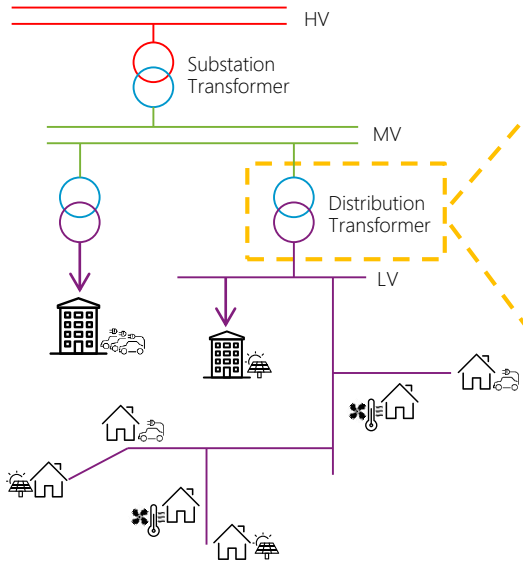 HV
Substation
Transformer
MV
Distribution
Transformer
LV